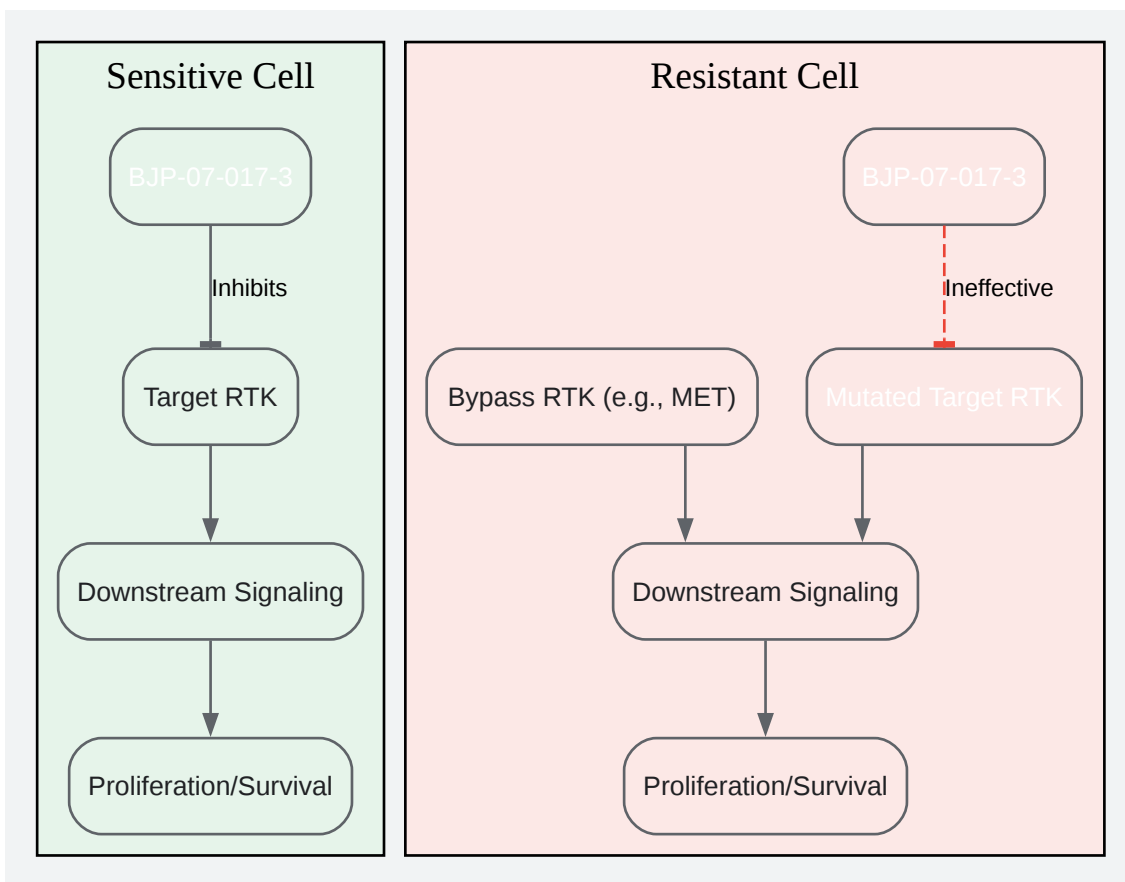 Sensitive Cell
BJP-07-017-3
Inhibits
Target RTK
Downstream Signaling
Proliferation/Survival
Resistant Cell
BJP-07-017-3
Ineffective
Bypass RTK (e.g., MET)
Mutated Target RTK
Downstream Signaling
Proliferation/Survival